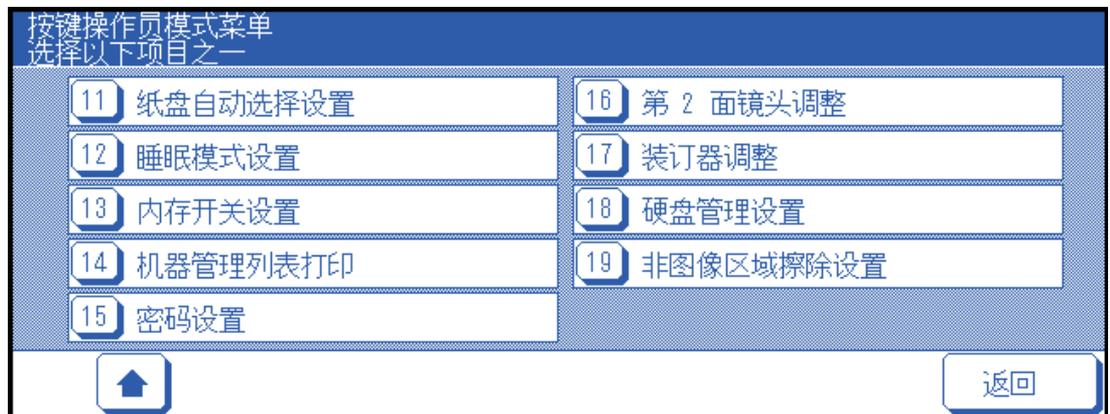 按键操作员模式菜单
选择以下项目之一
11 纸盘自动选择设置
12 睡眠模式设置
13 内存开关设置
14 机器管理列表打印
15 密码设置
16 第 2 面镜头调整
17 装订器调整
18 硬盘管理设置
19 非图像区域擦除设置
返回